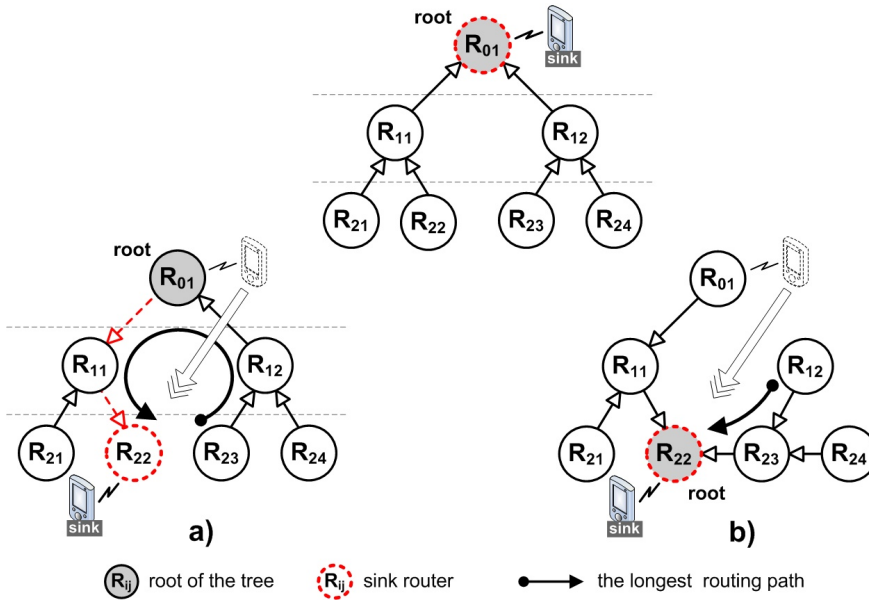 root
R01
sink
R11 R12
R21 R22 R23 R24
root
R01
R11 R12
R21 R22 R23 R24
sink
a)
R01
R11 R12
R21 R22 R23 R24
root
sink
b)
Rij root of the tree Rij sink router the longest routing path